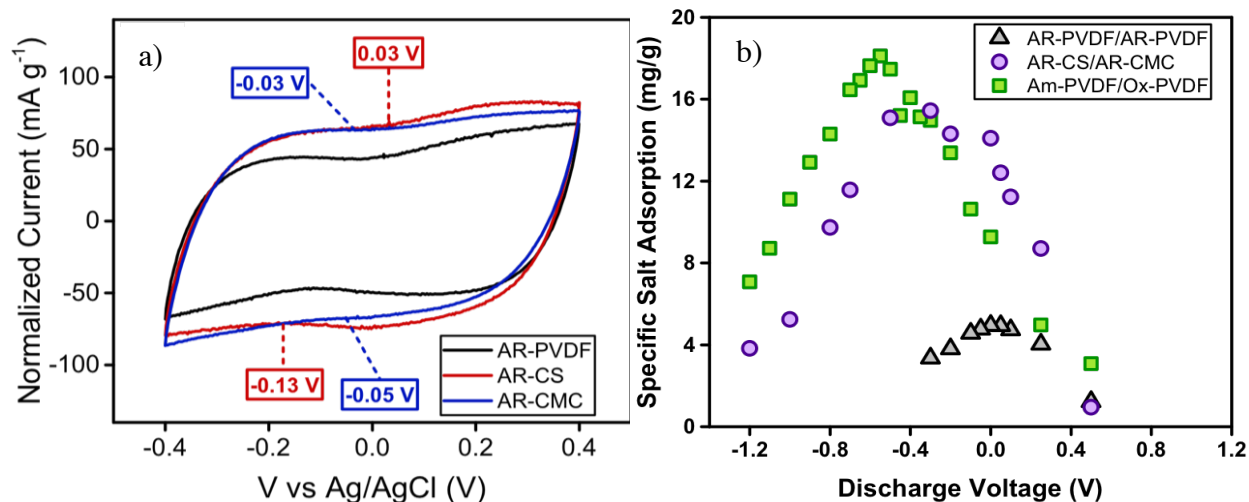 a)
0.03 V
-0.03 V
100
50
0
-50
-100
Normalized Current (mA g⁻¹)
-0.13 V
-0.05 V
AR-PVDF
AR-CS
AR-CMC
-0.4 -0.2 0.0 0.2 0.4
V vs Ag/AgCl (V)
b)
20
16
12
8
4
0
Specific Salt Adsorption (mg/g)
AR-PVDF/AR-PVDF
AR-CS/AR-CMC
Am-PVDF/Ox-PVDF
-1.2 -0.8 -0.4 0.0 0.4 0.8 1.2
Discharge Voltage (V)